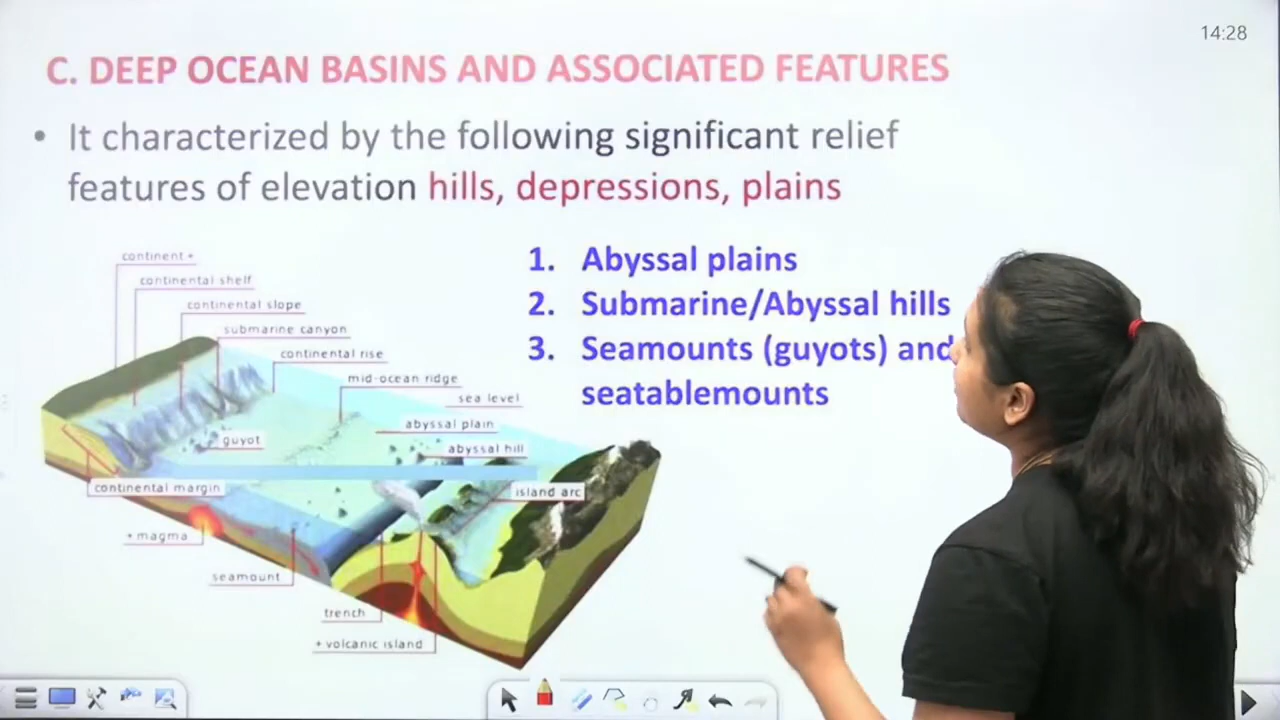 14:28
C. DEEP OCEAN BASINS AND ASSOCIATED FEATURES
• It characterized by the following significant relief
features of elevation hills, depressions, plains
1. Abyssal plains
2. Submarine/Abyssal hills
3. Seamounts (guyots) and
seatablemounts
continent
continental shelf
continental slope
submarine canyon
continental rise
mid-ocean ridge
sea level
abyssal plain
guyot
abyssal hill
continental margin
island arc
magma
seamount
trench
volcanic island